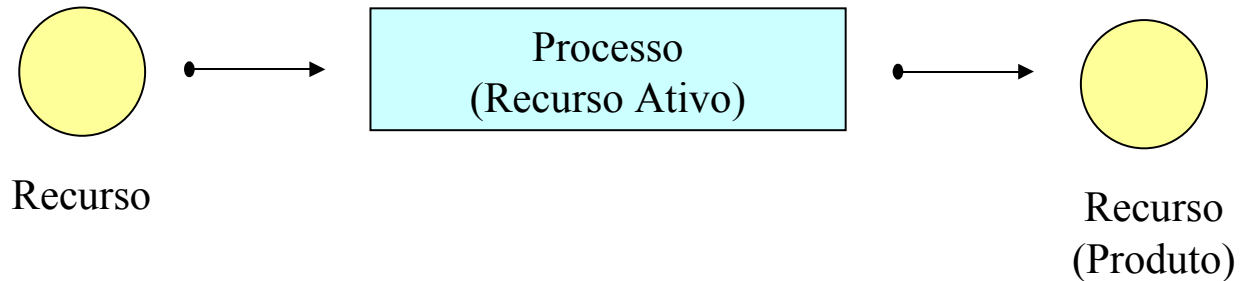 Processo
(Recurso Ativo)
Recurso
Recurso
(Produto)